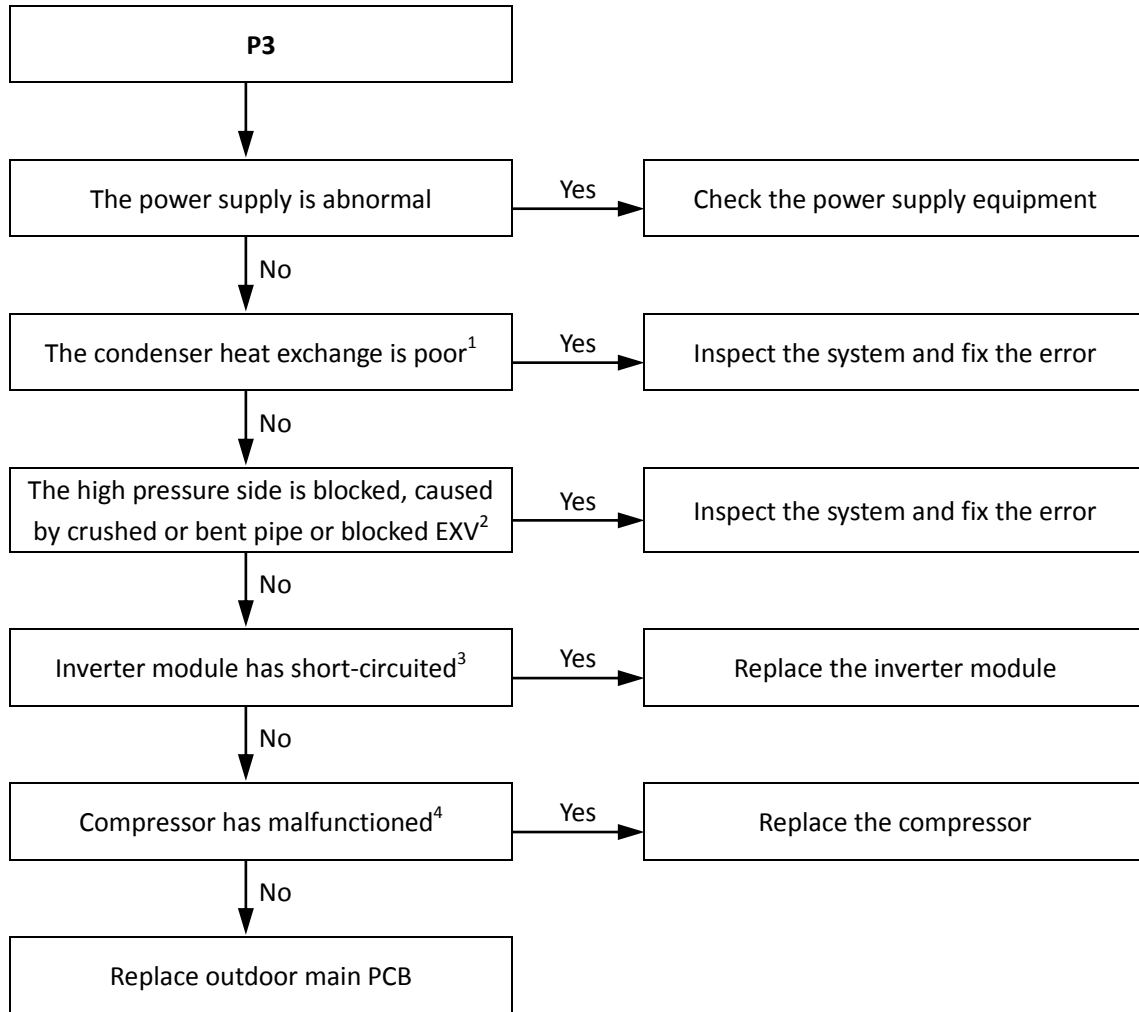 P3
The power supply is abnormal
Yes
Check the power supply equipment
No
The condenser heat exchange is poor1
Yes
Inspect the system and fix the error
No
The high pressure side is blocked, caused
by crushed or bent pipe or blocked EXV2
Yes
Inspect the system and fix the error
No
Inverter module has short-circuited3
Yes
Replace the inverter module
No
Compressor has malfunctioned4
Yes
Replace the compressor
No
Replace outdoor main PCB